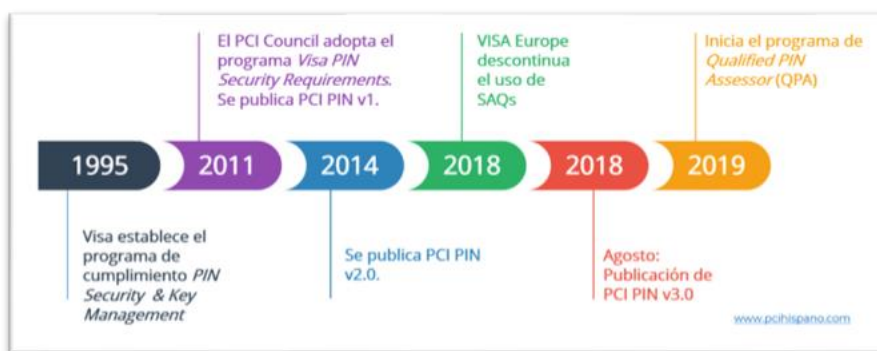 El PCI Council adopta el
programa Visa PIN
Security Requirements.
Se publica PCI PIN v1.
VISA Europe
descontinua
el uso de
SAQs
Inicia el programa de
Qualified PIN
Assessor (QPA)
1995
2011
2014
2018
2018
2019
Visa establece el
programa de
cumplimiento PIN
Security & Key
Management
Se publica PCI PIN
v2.0.
Agosto:
Publicación de
PCI PIN v3.0
www.pcihispano.com